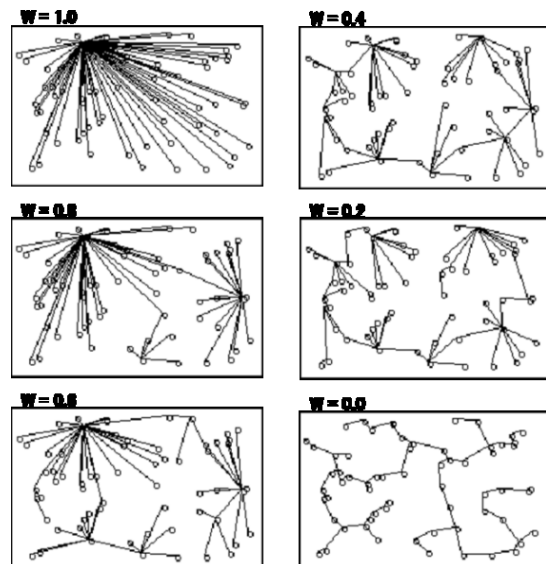 W = 1.0
W = 0.4
W = 0.8
W = 0.2
W = 0.6
W = 0.0